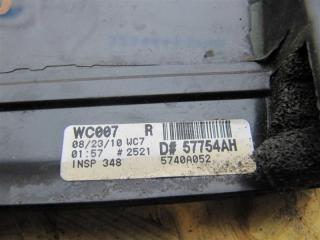 WC007 R
08/23/10 WC7
01:57 # 2521 D# 57754AH
INSP 348 5740A052